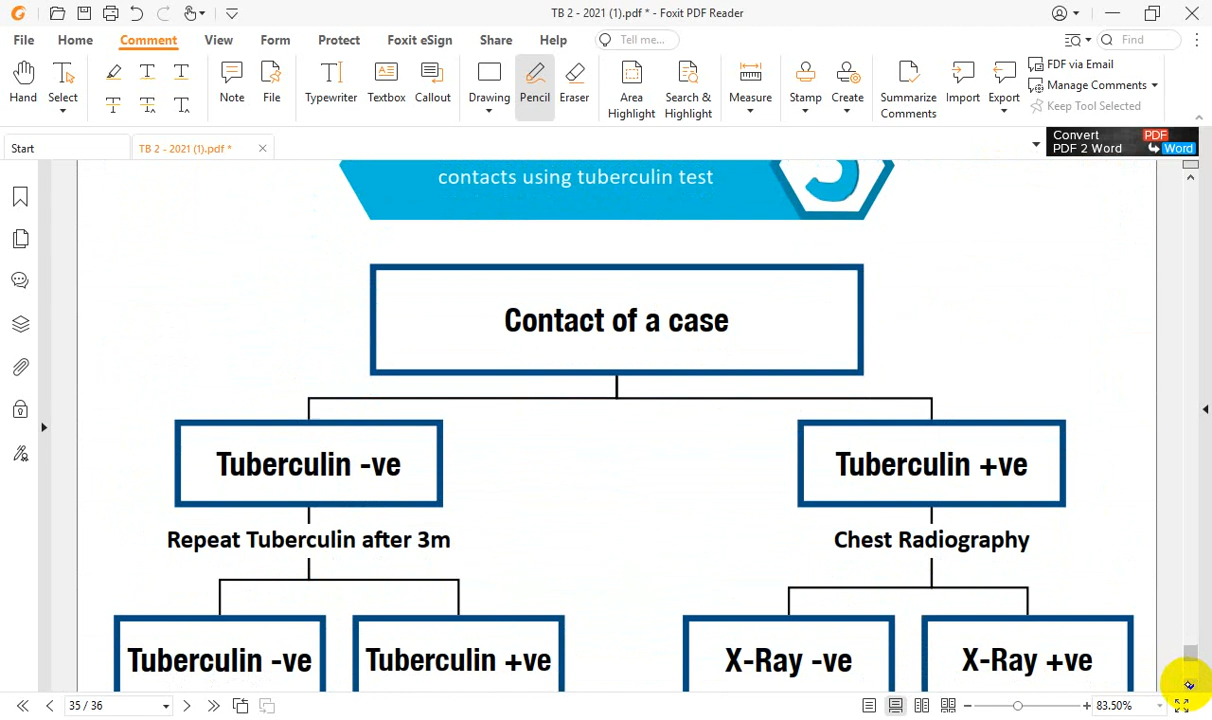 TB 2 - 2021 (1).pdf * - Foxit PDF Reader
File Home Comment View Form Protect Foxit eSign Share Help Tell me... Find
Hand Select Note File Typewriter Textbox Callout Drawing Pencil Eraser Area Highlight Search & Highlight Measure Stamp Create Summarize Comments Import Export
PDF via Email
Manage Comments
Keep Tool Selected
Start TB 2 - 2021 (1).pdf *
Convert PDF
PDF 2 Word Word
contacts using tuberculin test
Contact of a case
Tuberculin -ve Tuberculin +ve
Repeat Tuberculin after 3m Chest Radiography
Tuberculin -ve Tuberculin +ve X-Ray -ve X-Ray +ve
35 / 36 83.50%